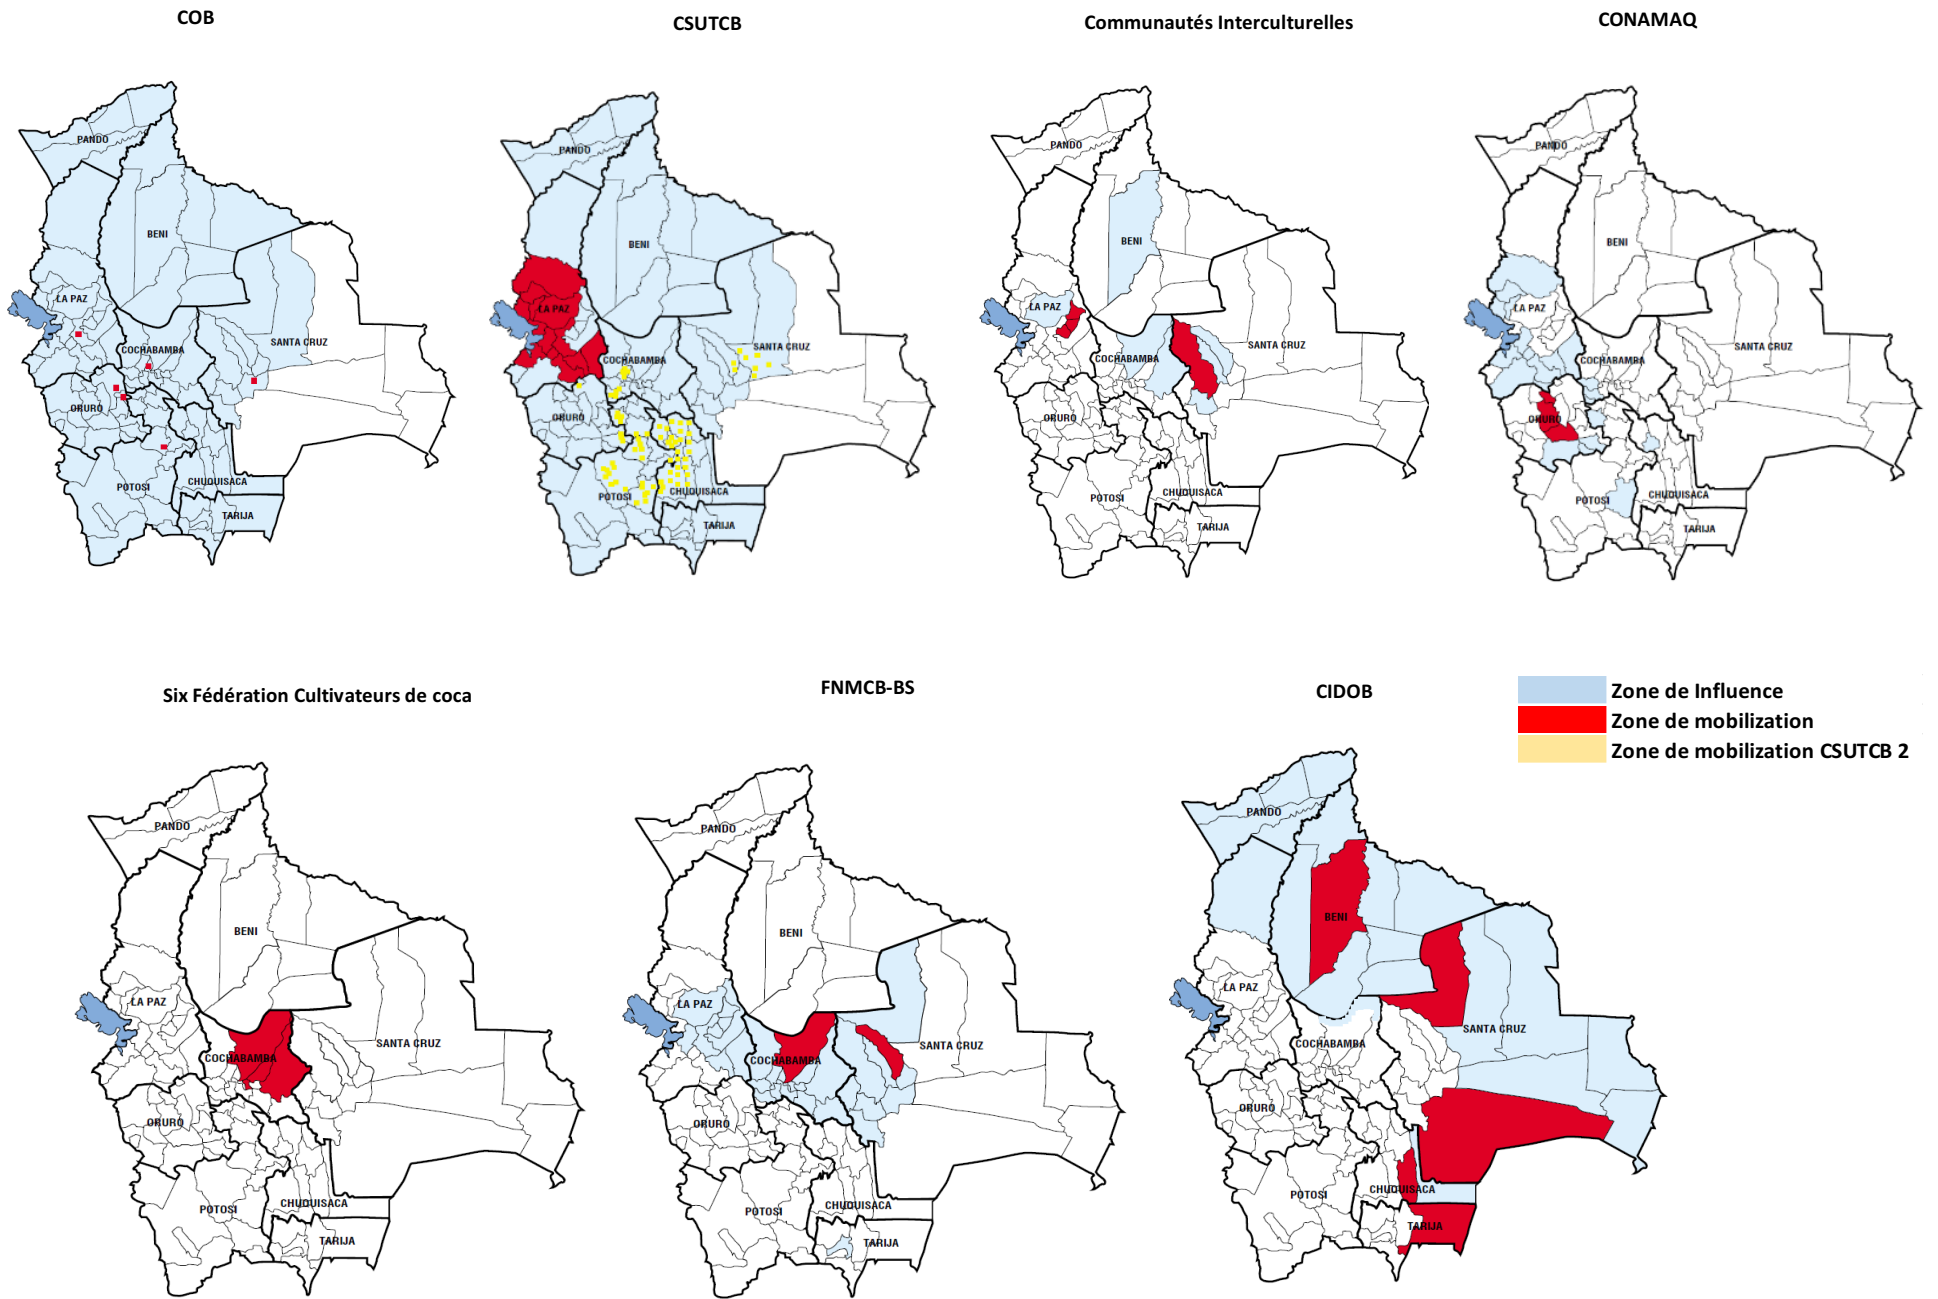 COB
CSUTCB
Communautés Interculturelles
CONAMAQ
PANDO
BENI
LA PAZ
COCHABAMBA
SANTA CRUZ
ORURO
POTOSI
CHUQUISACA
TARIJA
PANDO
BENI
LA PAZ
COCHABAMBA
SANTA CRUZ
ORURO
POTOSI
CHUQUISACA
TARIJA
PANDO
BENI
LA PAZ
COCHABAMBA
SANTA CRUZ
ORURO
POTOSI
CHUQUISACA
TARIJA
PANDO
BENI
LA PAZ
COCHABAMBA
SANTA CRUZ
ORURO
POTOSI
CHUQUISACA
TARIJA
Six Fédération Cultivateurs de coca
FNMCB-BS
CIDOB
Zone de Influence
Zone de mobilization
Zone de mobilization CSUTCB 2
PANDO
BENI
LA PAZ
COCHABAMBA
SANTA CRUZ
ORURO
POTOSI
CHUQUISACA
TARIJA
PANDO
BENI
LA PAZ
COCHABAMBA
SANTA CRUZ
ORURO
POTOSI
CHUQUISACA
TARIJA
PANDO
BENI
LA PAZ
COCHABAMBA
SANTA CRUZ
ORURO
POTOSI
CHUQUISACA
TARIJA